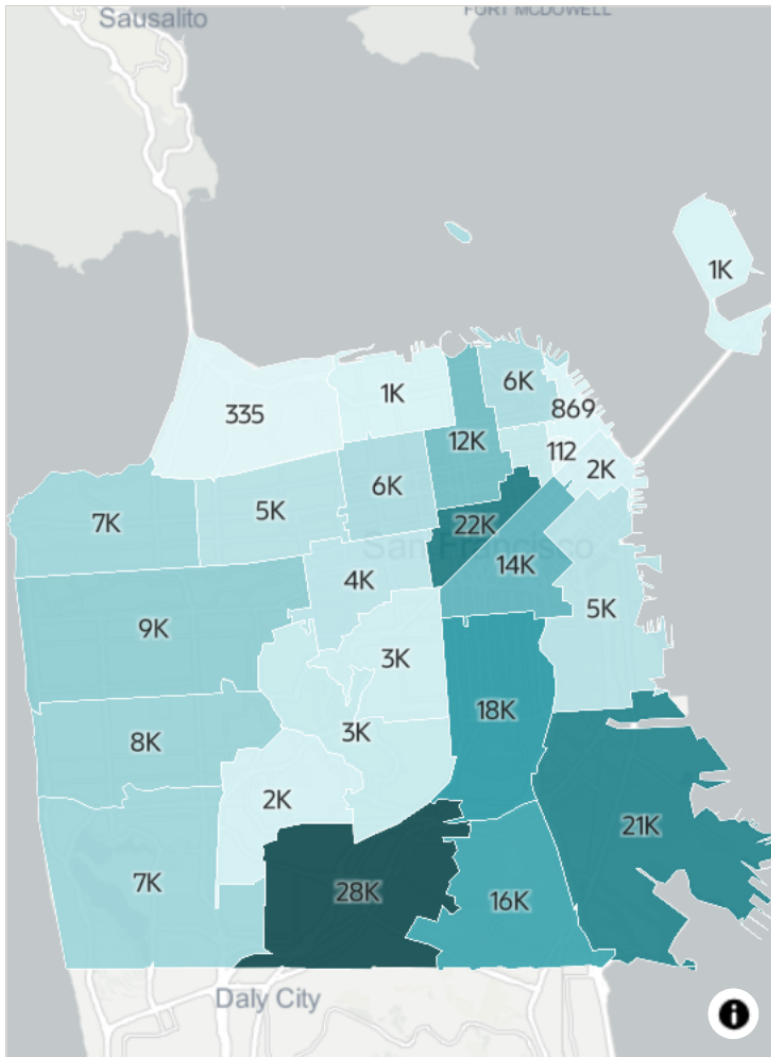 Sausalito
FORT MCDOWELL
1K
335
1K
6K
869
12K
112
2K
7K
5K
6K
22K
San Francisco
14K
4K
5K
9K
3K
18K
3K
8K
2K
21K
7K
28K
16K
Daly City
i